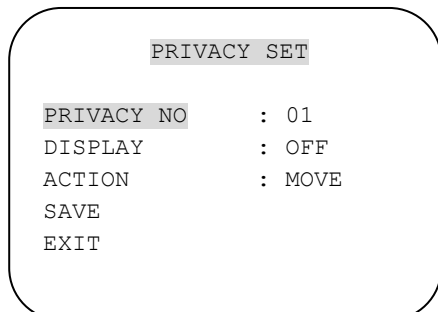 PRIVACY SET
PRIVACY NO : 01
DISPLAY : OFF
ACTION : MOVE
SAVE
EXIT